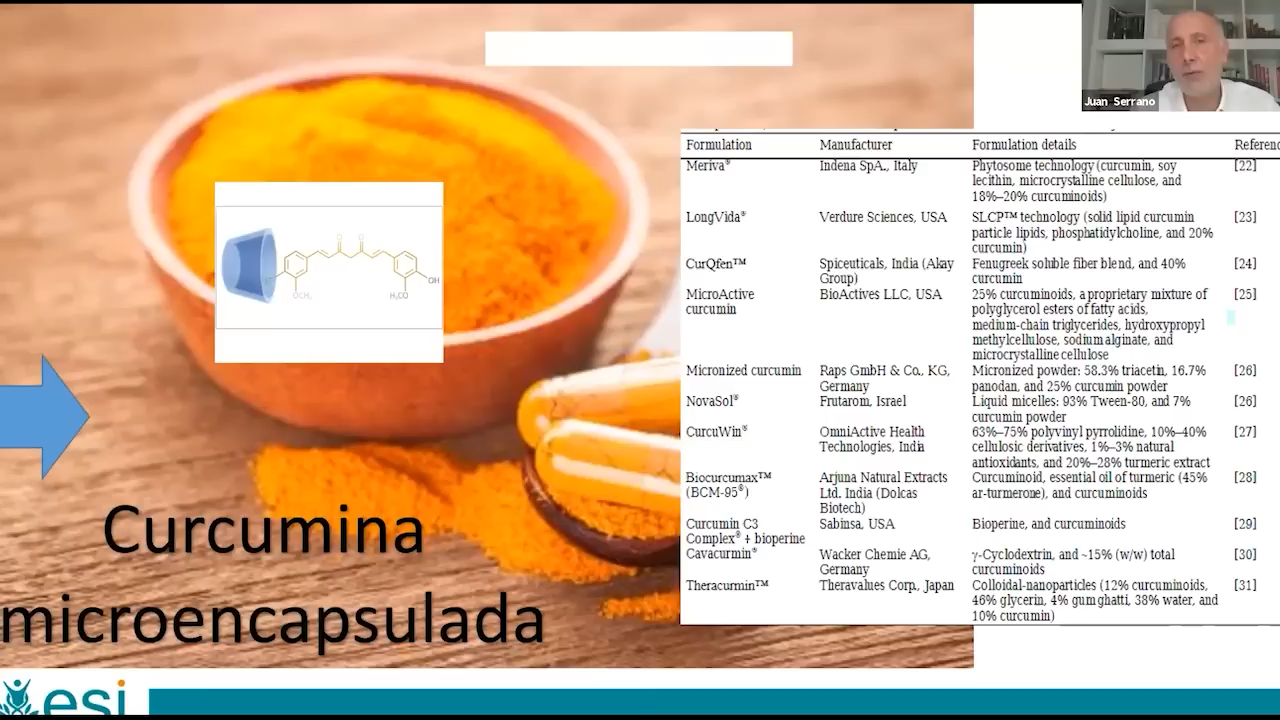 Juan Serrano
O O
OCH₃ H₃CO OH
Curcumina
microencapsulada
Formulation Manufacturer Formulation details Referenc
Meriva® Indena SpA., Italy Phytosome technology (curcumin, soy [22]
lecithin, microcrystalline cellulose, and
18%–20% curcuminoids)
LongVida® Verdure Sciences, USA SLCP™ technology (solid lipid curcumin [23]
particle lipids, phosphatidylcholine, and 20%
curcumin)
CurQfen™ Spiceuticals, India (Akay Fenugreek soluble fiber blend, and 40% [24]
Group) curcumin
MicroActive BioActives LLC, USA 25% curcuminoids, a proprietary mixture of [25]
curcumin polyglycerol esters of fatty acids,
medium-chain triglycerides, hydroxypropyl
methylcellulose, sodium alginate, and
microcrystalline cellulose
Micronized curcumin Raps GmbH & Co., KG, Micronized powder: 58.3% triacetin, 16.7% [26]
Germany panodan, and 25% curcumin powder
NovaSol® Frutarom, Israel Liquid micelles: 93% Tween-80, and 7% [26]
curcumin powder
CurcuWin® OmniActive Health 63%–75% polyvinyl pyrrolidine, 10%–40% [27]
Technologies, India cellulosic derivatives, 1%–3% natural
antioxidants, and 20%–28% turmeric extract
Biocurcumax™ Arjuna Natural Extracts Curcuminoid, essential oil of turmeric (45% [28]
(BCM-95®) Ltd. India (Dolcas ar-turmerone), and curcuminoids
Biotech)
Curcumin C3 Sabinsa, USA Bioperine, and curcuminoids [29]
Complex® + bioperine
Cavacurmin® Wacker Chemie AG, γ-Cyclodextrin, and ~15% (w/w) total [30]
Germany curcuminoids
Theracurmin™ Theravalues Corp., Japan Colloidal-nanoparticles (12% curcuminoids, [31]
46% glycerin, 4% gum ghatti, 38% water, and
10% curcumin)
esi